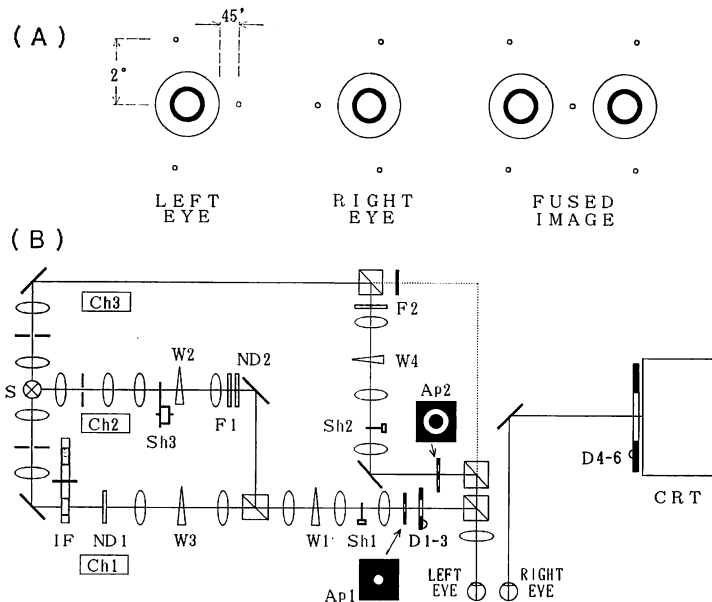 (A)
45'
2°
LEFT
EYE
RIGHT
EYE
FUSED
IMAGE
(B)
Ch3
F2
W2
ND2
W4
Ap2
S
Ch2
Sh3
F1
Sh2
D4-6
CRT
IF
ND1
W3
W1
Sh1
D1-3
Ch1
Ap1
LEFT
EYE
RIGHT
EYE